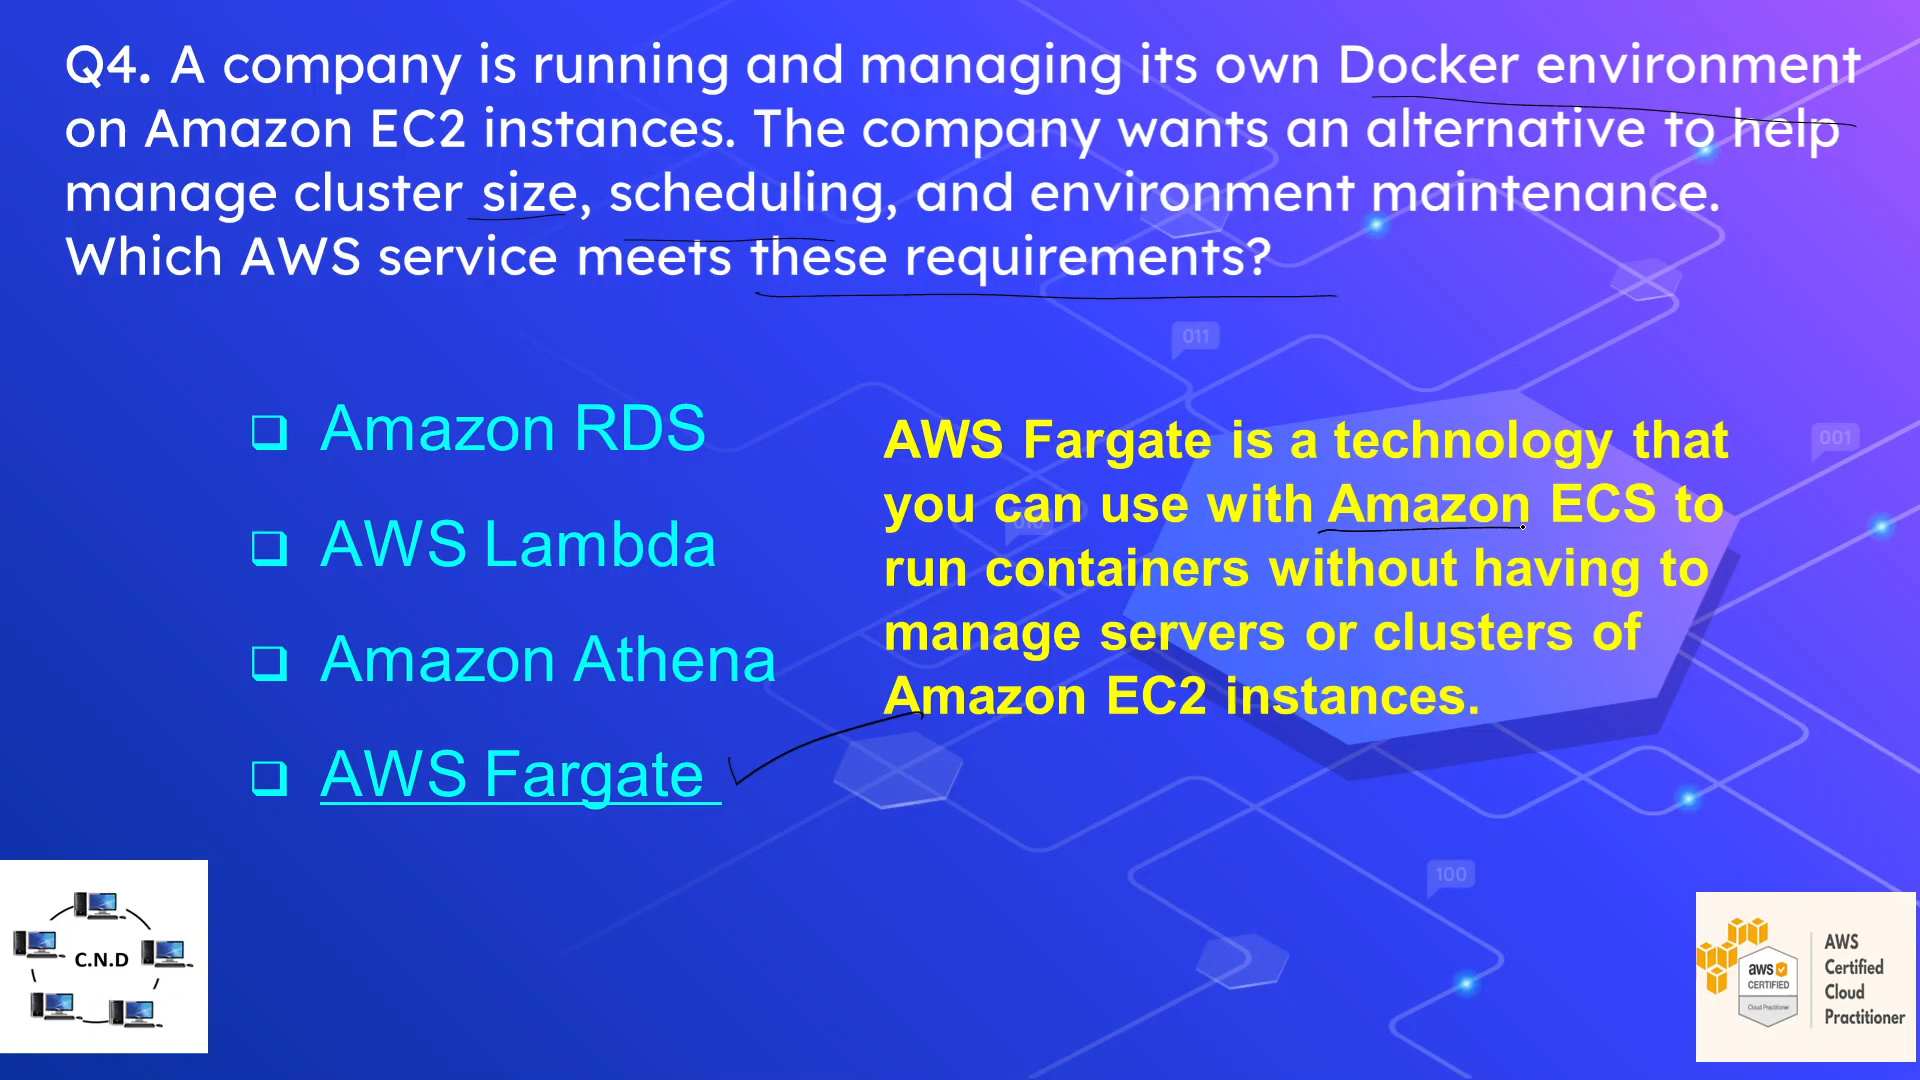 Q4. A company is running and managing its own Docker environment
on Amazon EC2 instances. The company wants an alternative to help
manage cluster size, scheduling, and environment maintenance.
Which AWS service meets these requirements?
011
001
Amazon RDS
AWS Lambda
Amazon Athena
AWS Fargate
AWS Fargate is a technology that
you can use with Amazon ECS to
run containers without having to
manage servers or clusters of
Amazon EC2 instances.
010
100
C.N.D
aws
CERTIFIED
Cloud Practitioner
AWS
Certified
Cloud
Practitioner